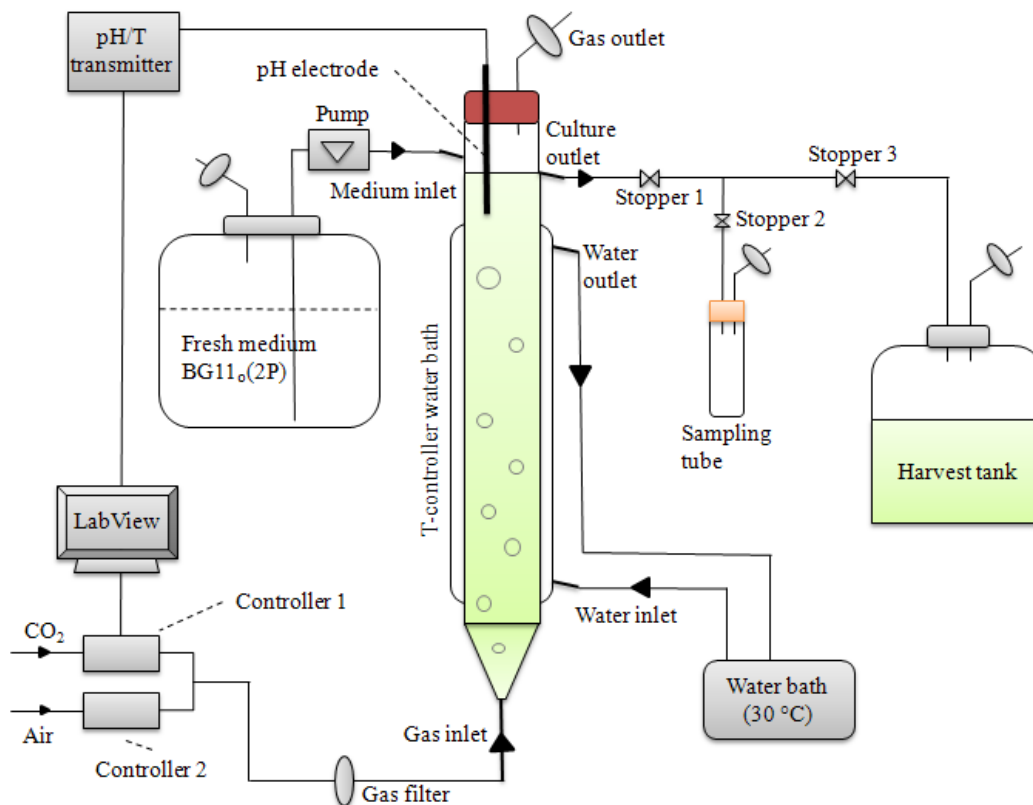 pH/T
transmitter
Gas outlet
pH electrode
Pump
Culture
outlet
Stopper 3
Medium inlet
Stopper 1
Stopper 2
Water
outlet
Fresh medium
BG11₀(2P)
T-controller water bath
Sampling
tube
Harvest tank
LabView
Controller 1
Water inlet
CO₂
Water bath
(30 °C)
Air
Gas inlet
Controller 2
Gas filter